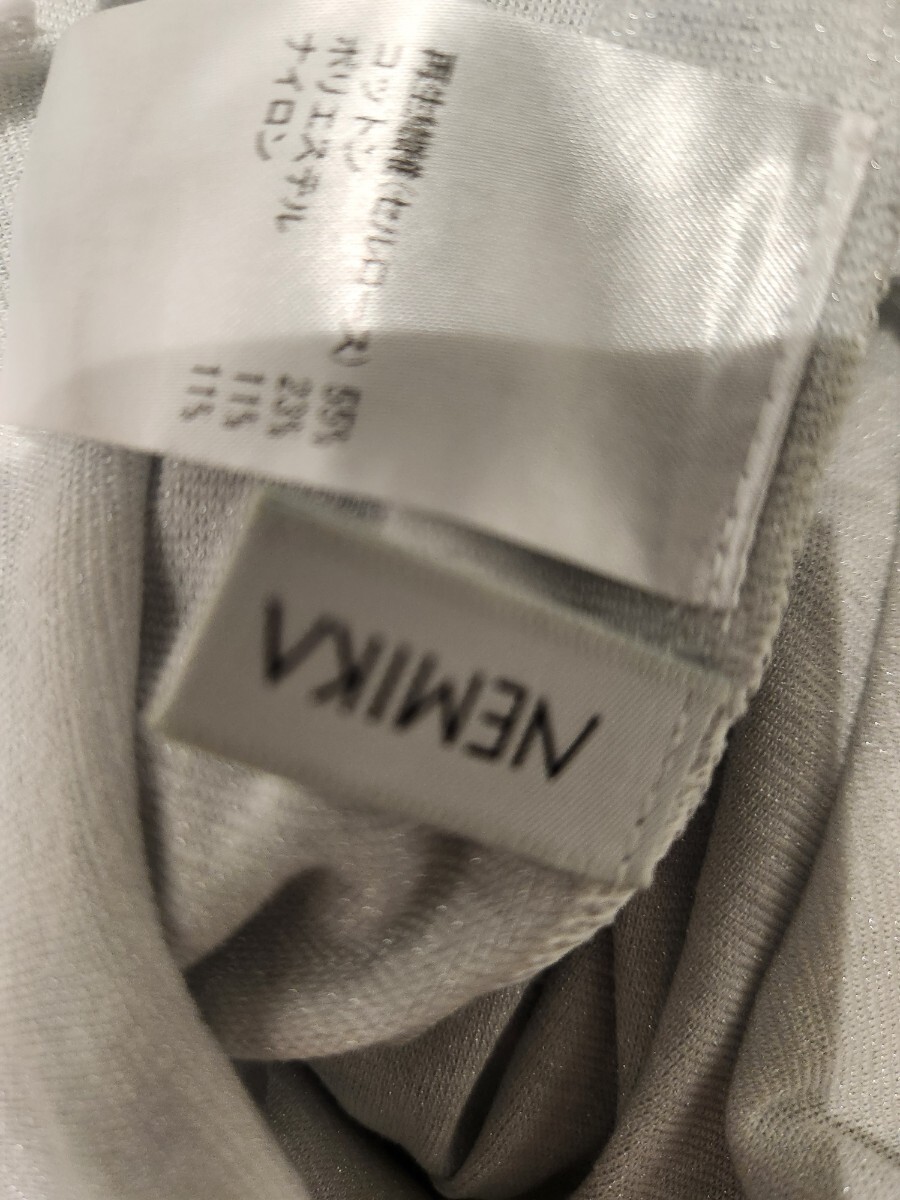 再生繊維(セルロース) 55%
コットン 23%
ポリエステル 11%
ナイロン 11%
NEMIKA